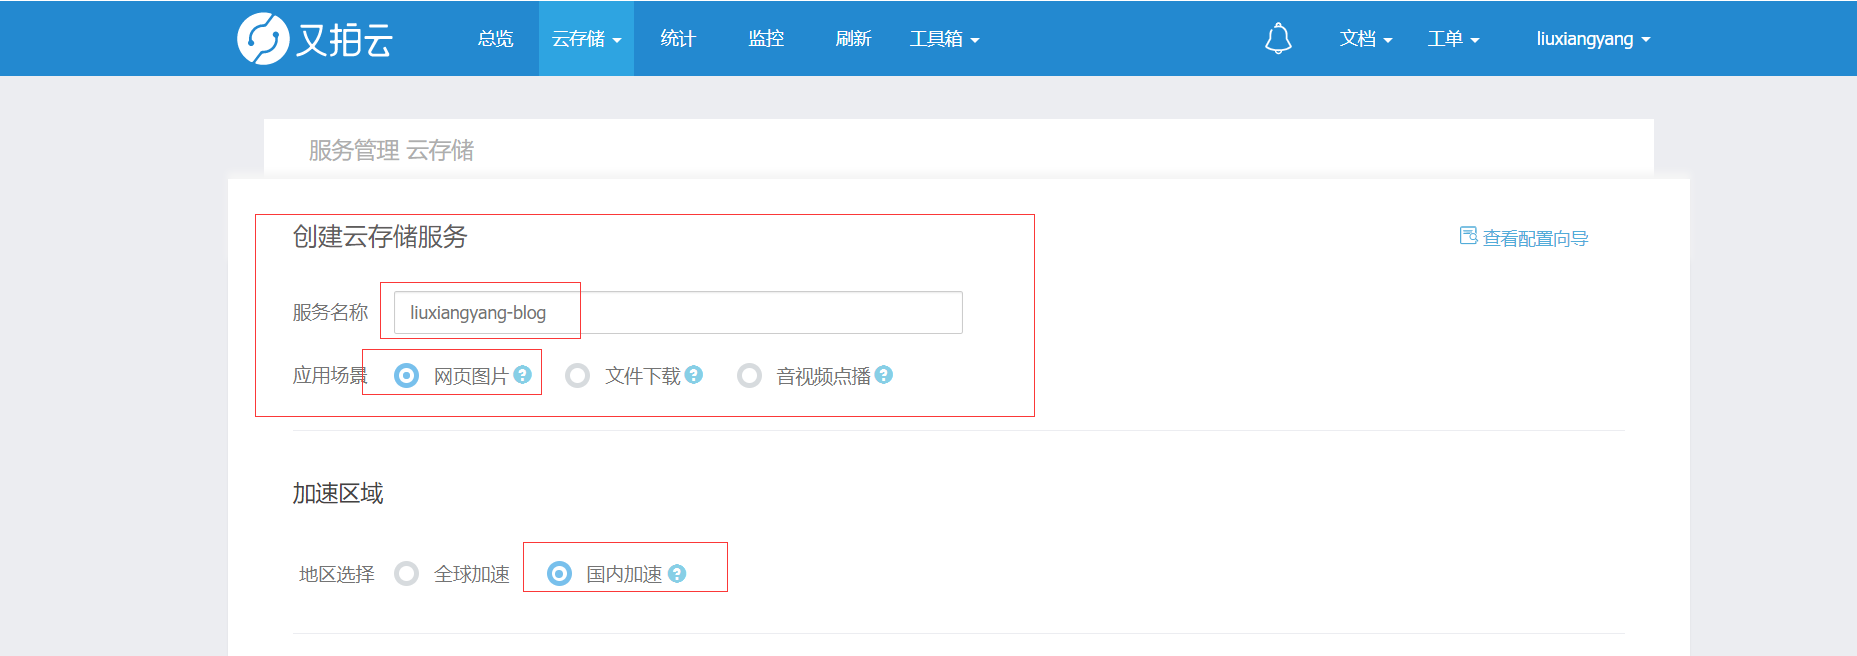 又拍云 总览 云存储 统计 监控 刷新 工具箱 文档 工单 liuxiangyang
服务管理 云存储
创建云存储服务
查看配置向导
服务名称 liuxiangyang-blog
应用场景 网页图片 ? 文件下载 ? 音视频点播 ?
加速区域
地区选择 全球加速 国内加速 ?